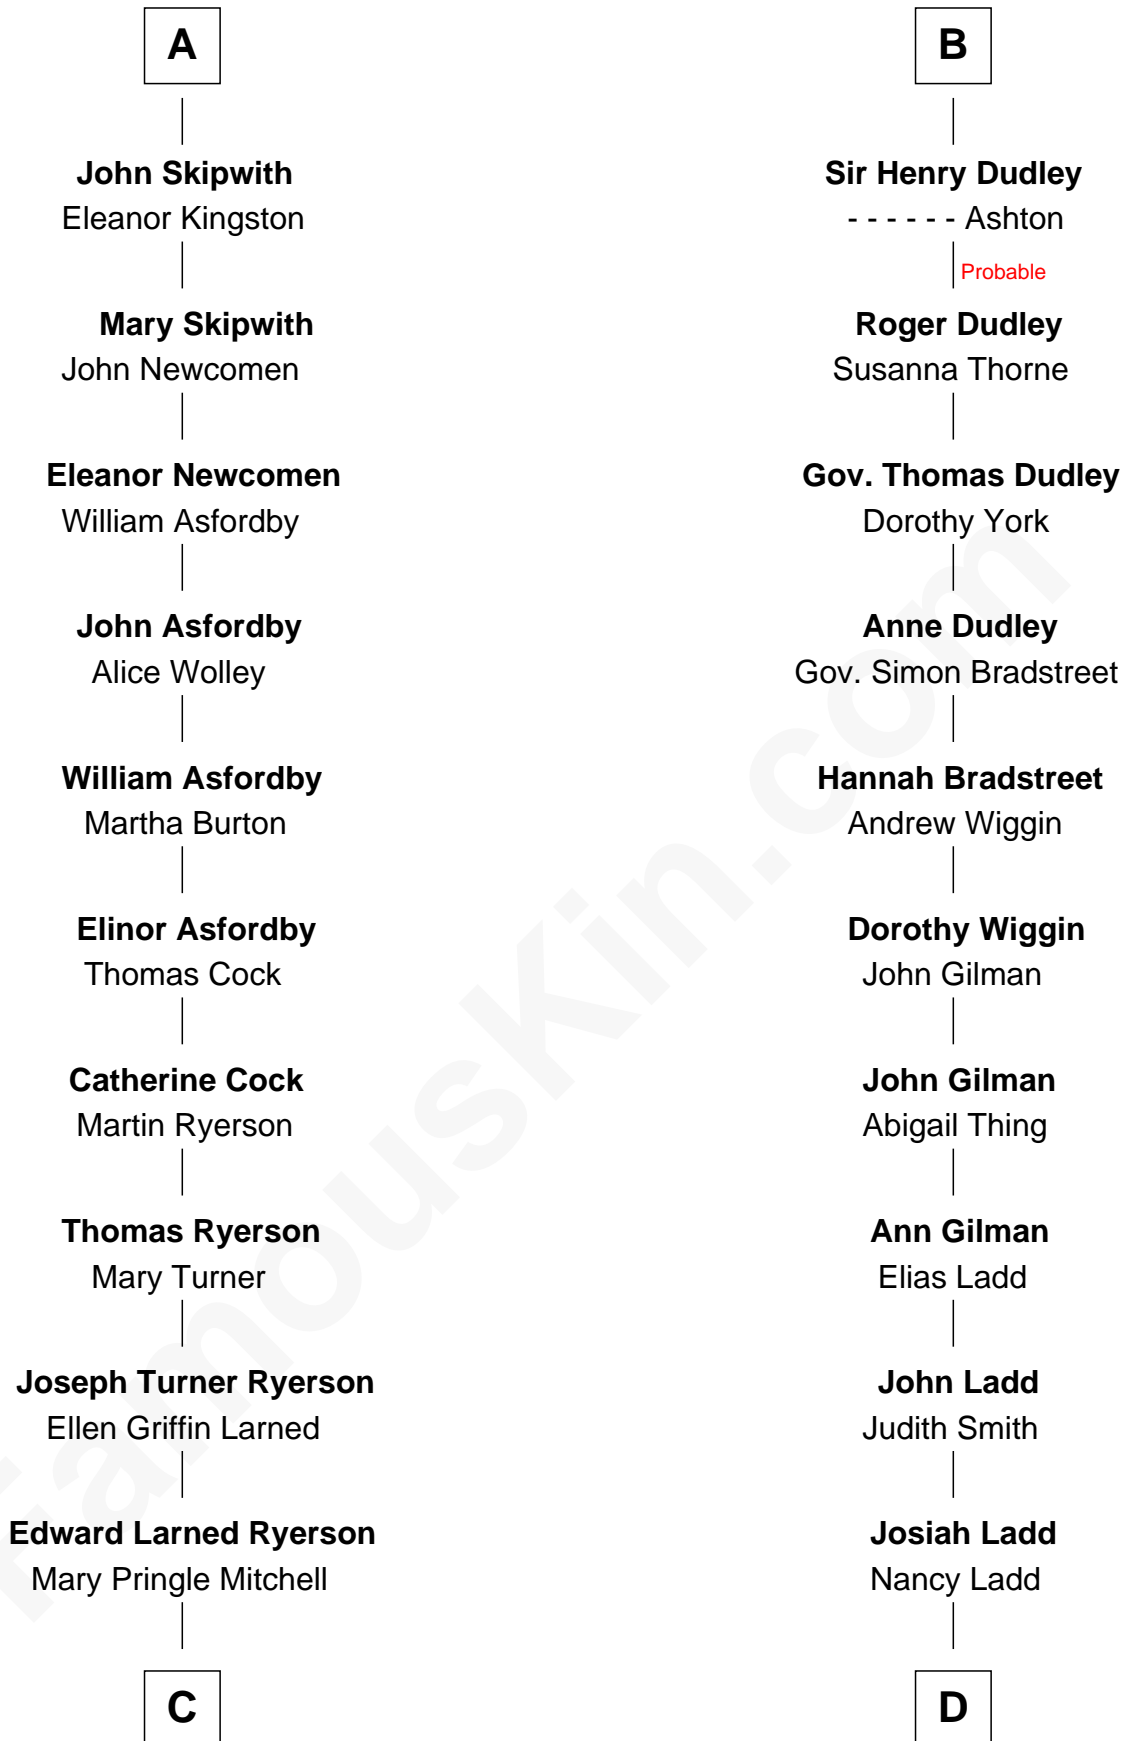 A
John Skipwith
Eleanor Kingston
Mary Skipwith
John Newcomen
Eleanor Newcomen
William Asfordby
John Asfordby
Alice Wolley
William Asfordby
Martha Burton
Elinor Asfordby
Thomas Cock
Catherine Cock
Martin Ryerson
Thomas Ryerson
Mary Turner
Joseph Turner Ryerson
Ellen Griffin Larned
Edward Larned Ryerson
Mary Pringle Mitchell
C
B
Sir Henry Dudley
- - - - - - Ashton
Probable
Roger Dudley
Susanna Thorne
Gov. Thomas Dudley
Dorothy York
Anne Dudley
Gov. Simon Bradstreet
Hannah Bradstreet
Andrew Wiggin
Dorothy Wiggin
John Gilman
John Gilman
Abigail Thing
Ann Gilman
Elias Ladd
John Ladd
Judith Smith
Josiah Ladd
Nancy Ladd
D
FamousKin.com